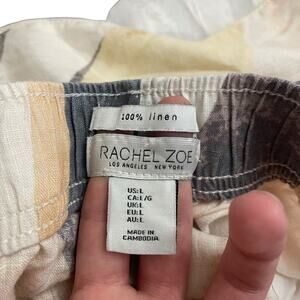 100% linen
RACHEL ZOE
LOS ANGELES NEW YORK
US:L
CA:L/G
UK:L
EU:L
AU:L
MADE IN
CAMBODIA